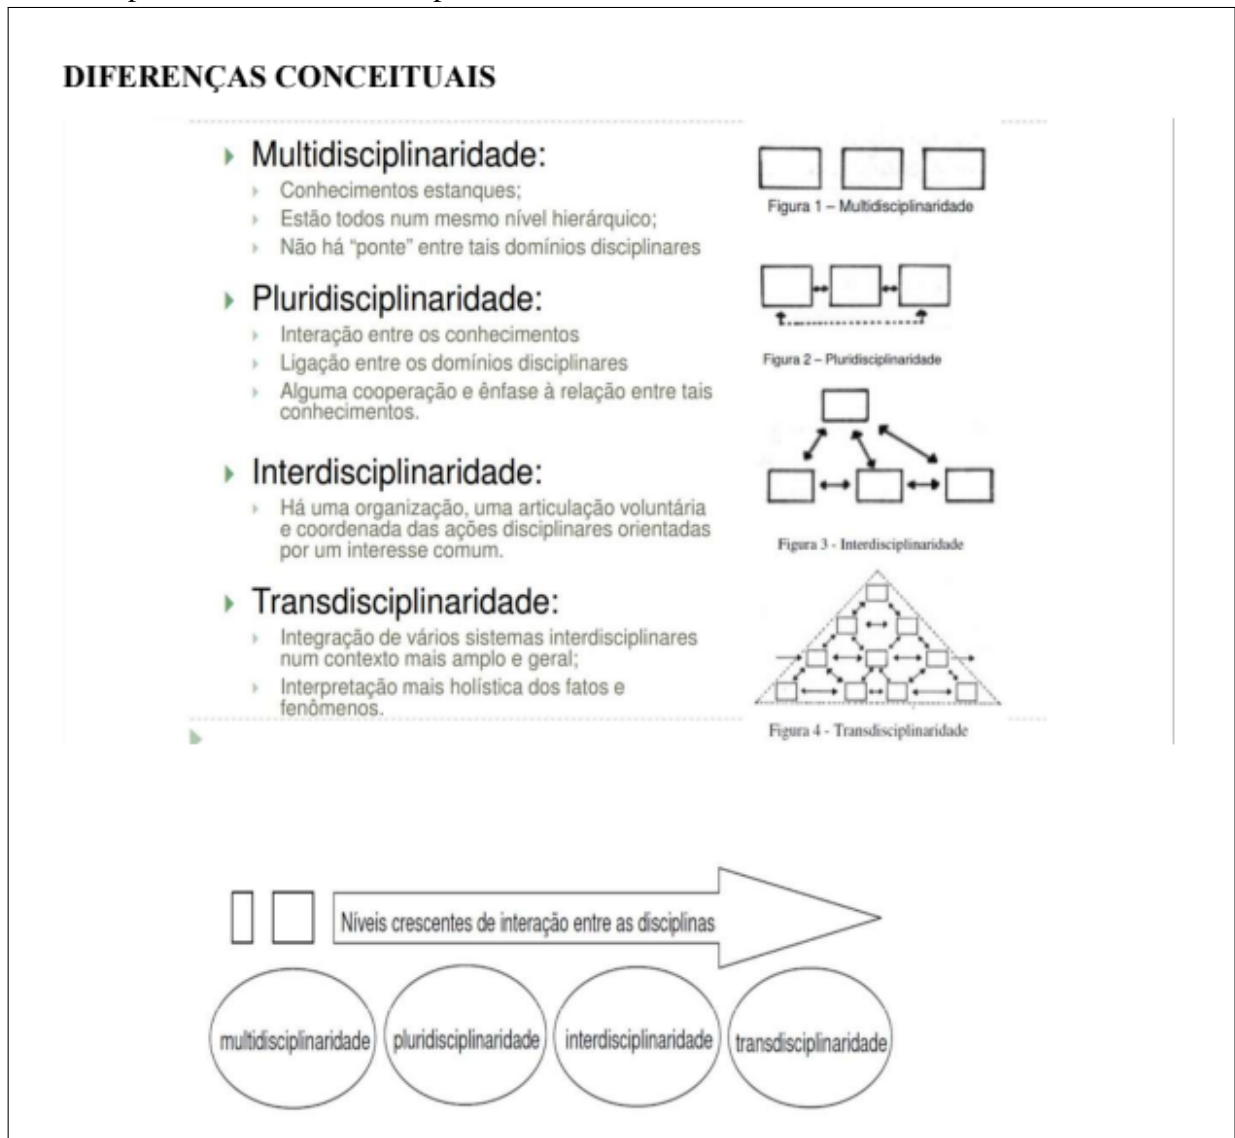 DIFERENÇAS CONCEITUAIS
Multidisciplinaridade:
Conhecimentos estanques;
Estão todos num mesmo nível hierárquico;
Não há “ponte” entre tais domínios disciplinares
Figura 1 – Multidisciplinaridade
Pluridisciplinaridade:
Interação entre os conhecimentos
Ligação entre os domínios disciplinares
Alguma cooperação e ênfase à relação entre tais
conhecimentos.
Figura 2 – Pluridisciplinaridade
Interdisciplinaridade:
Há uma organização, uma articulação voluntária
e coordenada das ações disciplinares orientadas
por um interesse comum.
Figura 3 - Interdisciplinaridade
Transdisciplinaridade:
Integração de vários sistemas interdisciplinares
num contexto mais amplo e geral;
Interpretação mais holística dos fatos e
fenômenos.
Figura 4 - Transdisciplinaridade
Níveis crescentes de interação entre as disciplinas
multidisciplinaridade
pluridisciplinaridade
interdisciplinaridade
transdisciplinaridade